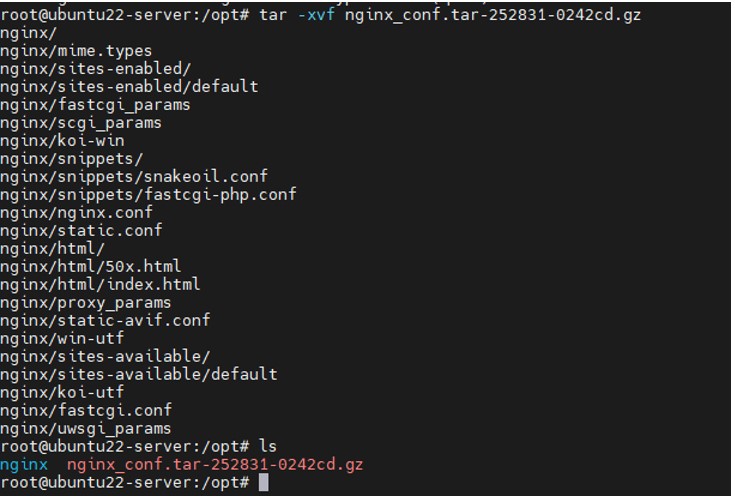 root@ubuntu22-server:/opt# tar -xvf nginx_conf.tar-252831-0242cd.gz
nginx/
nginx/mime.types
nginx/sites-enabled/
nginx/sites-enabled/default
nginx/fastcgi_params
nginx/scgi_params
nginx/koi-win
nginx/snippets/
nginx/snippets/snakeoil.conf
nginx/snippets/fastcgi-php.conf
nginx/nginx.conf
nginx/static.conf
nginx/html/
nginx/html/50x.html
nginx/html/index.html
nginx/proxy_params
nginx/static-avif.conf
nginx/win-utf
nginx/sites-available/
nginx/sites-available/default
nginx/koi-utf
nginx/fastcgi.conf
nginx/uwsgi_params
root@ubuntu22-server:/opt# ls
nginx  nginx_conf.tar-252831-0242cd.gz
root@ubuntu22-server:/opt#